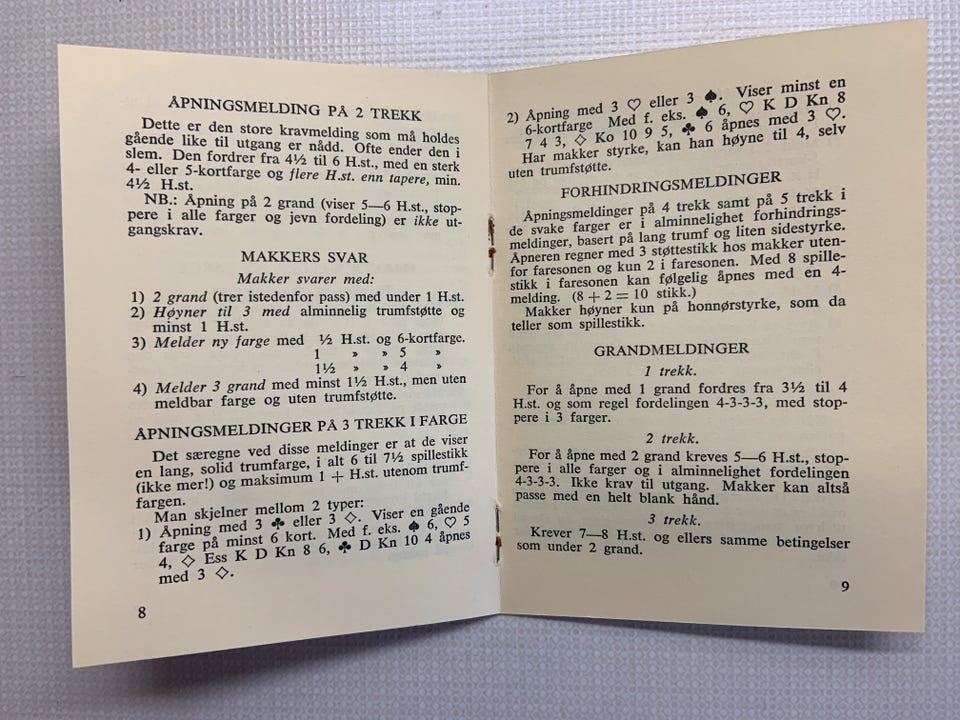 ÅPNINGSMELDING PÅ 2 TREKK
Dette er den store kravmelding som må holdes
gående like til utgang er nådd. Ofte ender den i
slem. Den fordrer fra 4½ til 6 H.st., med en sterk
4- eller 5-kortfarge og flere H.st. enn tapere, min.
4½ H.st.
NB.: Åpning på 2 grand (viser 5—6 H.st., stop-
pere i alle farger og jevn fordeling) er ikke ut-
gangskrav.
MAKKERS SVAR
Makker svarer med:
1) 2 grand (trer istedenfor pass) med under 1 H.st.
2) Høyner til 3 med alminnelig trumfstøtte og
minst 1 H.st.
3) Melder ny farge med ½ H.st. og 6-kortfarge.
1 » » 5 »
1½ » » 4 »
4) Melder 3 grand med minst 1½ H.st., men uten
meldbar farge og uten trumfstøtte.
ÅPNINGSMELDINGER PÅ 3 TREKK I FARGE
Det særegne ved disse meldinger er at de viser
en lang, solid trumfarge, i alt 6 til 7½ spillestikk
(ikke mer!) og maksimum 1 + H.st. utenom trumf-
fargen.
Man skjelner mellom 2 typer:
1) Åpning med 3 ♣ eller 3 ♢. Viser en gående
farge på minst 6 kort. Med f. eks. ♠ 6, ♡ 5
4, ♢ Ess K D Kn 8 6, ♣ D Kn 10 4 åpnes
med 3 ♢.
8
2) Åpning med 3 ♡ eller 3 ♠. Viser minst en
6-kortfarge Med f. eks. ♠ 6, ♡ K D Kn 8
7 4 3, ♢ Ko 10 9 5, ♣ 6 åpnes med 3 ♡.
Har makker styrke, kan han høyne til 4, selv
uten trumfstøtte.
FORHINDRINGSMELDINGER
Åpningsmeldinger på 4 trekk samt på 5 trekk i
de svake farger er i alminnelighet forhindrings-
meldinger, basert på lang trumf og liten sidestyrke.
Åpneren regner med 3 støttestikk hos makker uten-
for faresonen og kun 2 i faresonen. Med 8 spille-
stikk i faresonen kan følgelig åpnes med en 4-
melding. (8 + 2 = 10 stikk.)
Makker høyner kun på honnørstyrke, som da
teller som spillestikk.
GRANDMELDINGER
1 trekk.
For å åpne med 1 grand fordres fra 3½ til 4
H.st. og som regel fordelingen 4-3-3-3, med stop-
pere i 3 farger.
2 trekk.
For å åpne med 2 grand kreves 5—6 H.st., stop-
pere i alle farger og i alminnelighet fordelingen
4-3-3-3. Ikke krav til utgang. Makker kan altså
passe med en helt blank hånd.
3 trekk.
Krever 7—8 H.st. og ellers samme betingelser
som under 2 grand.
9